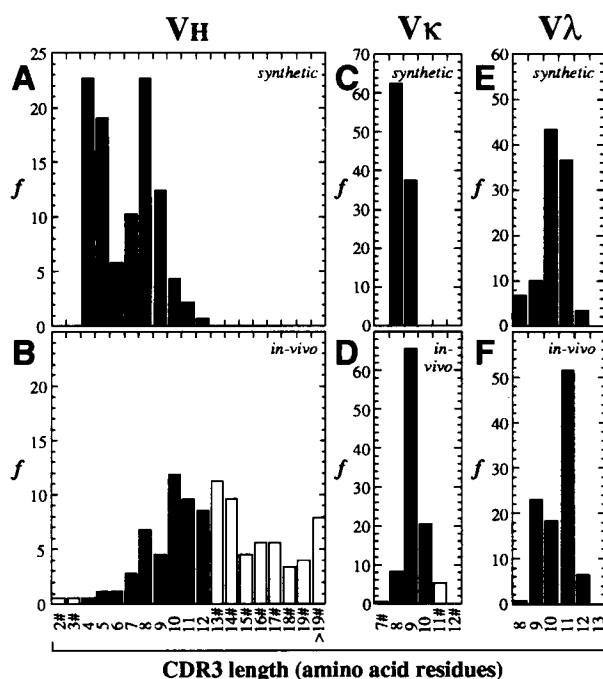 VH Vκ Vλ
A synthetic C synthetic E synthetic
25 70 60
20 60 50
15 50 40
10 40 30
5 30 20
0 20 10
10 0
0
f f f
B in-vivo D in-vivo F in-vivo
20 60 50
15 50 40
10 40 30
5 30 20
0 20 10
10 0
0
f f f
2# 3# 4 5 6 7 8 9 10 11 12 13# 14# 15# 16# 17# 18# 19# 19# 7# 8 9 10 11# 12# 8 9 10 11 12 13
^
CDR3 length (amino acid residues)